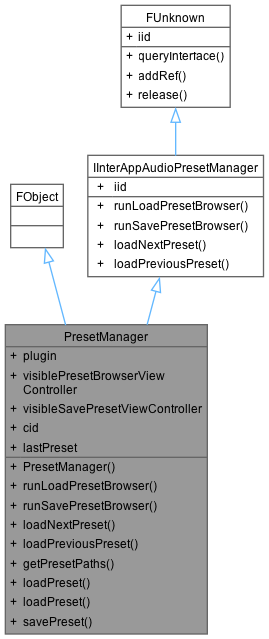 FUnknown
+ iid
+ queryInterface()
+ addRef()
+ release()
IInterAppAudioPresetManager
+ iid
+ runLoadPresetBrowser()
+ runSavePresetBrowser()
+ loadNextPreset()
+ loadPreviousPreset()
FObject
PresetManager
+ plugin
+ visiblePresetBrowserView
Controller
+ visibleSavePresetViewController
+ cid
+ lastPreset
+ PresetManager()
+ runLoadPresetBrowser()
+ runSavePresetBrowser()
+ loadNextPreset()
+ loadPreviousPreset()
+ getPresetPaths()
+ loadPreset()
+ loadPreset()
+ savePreset()